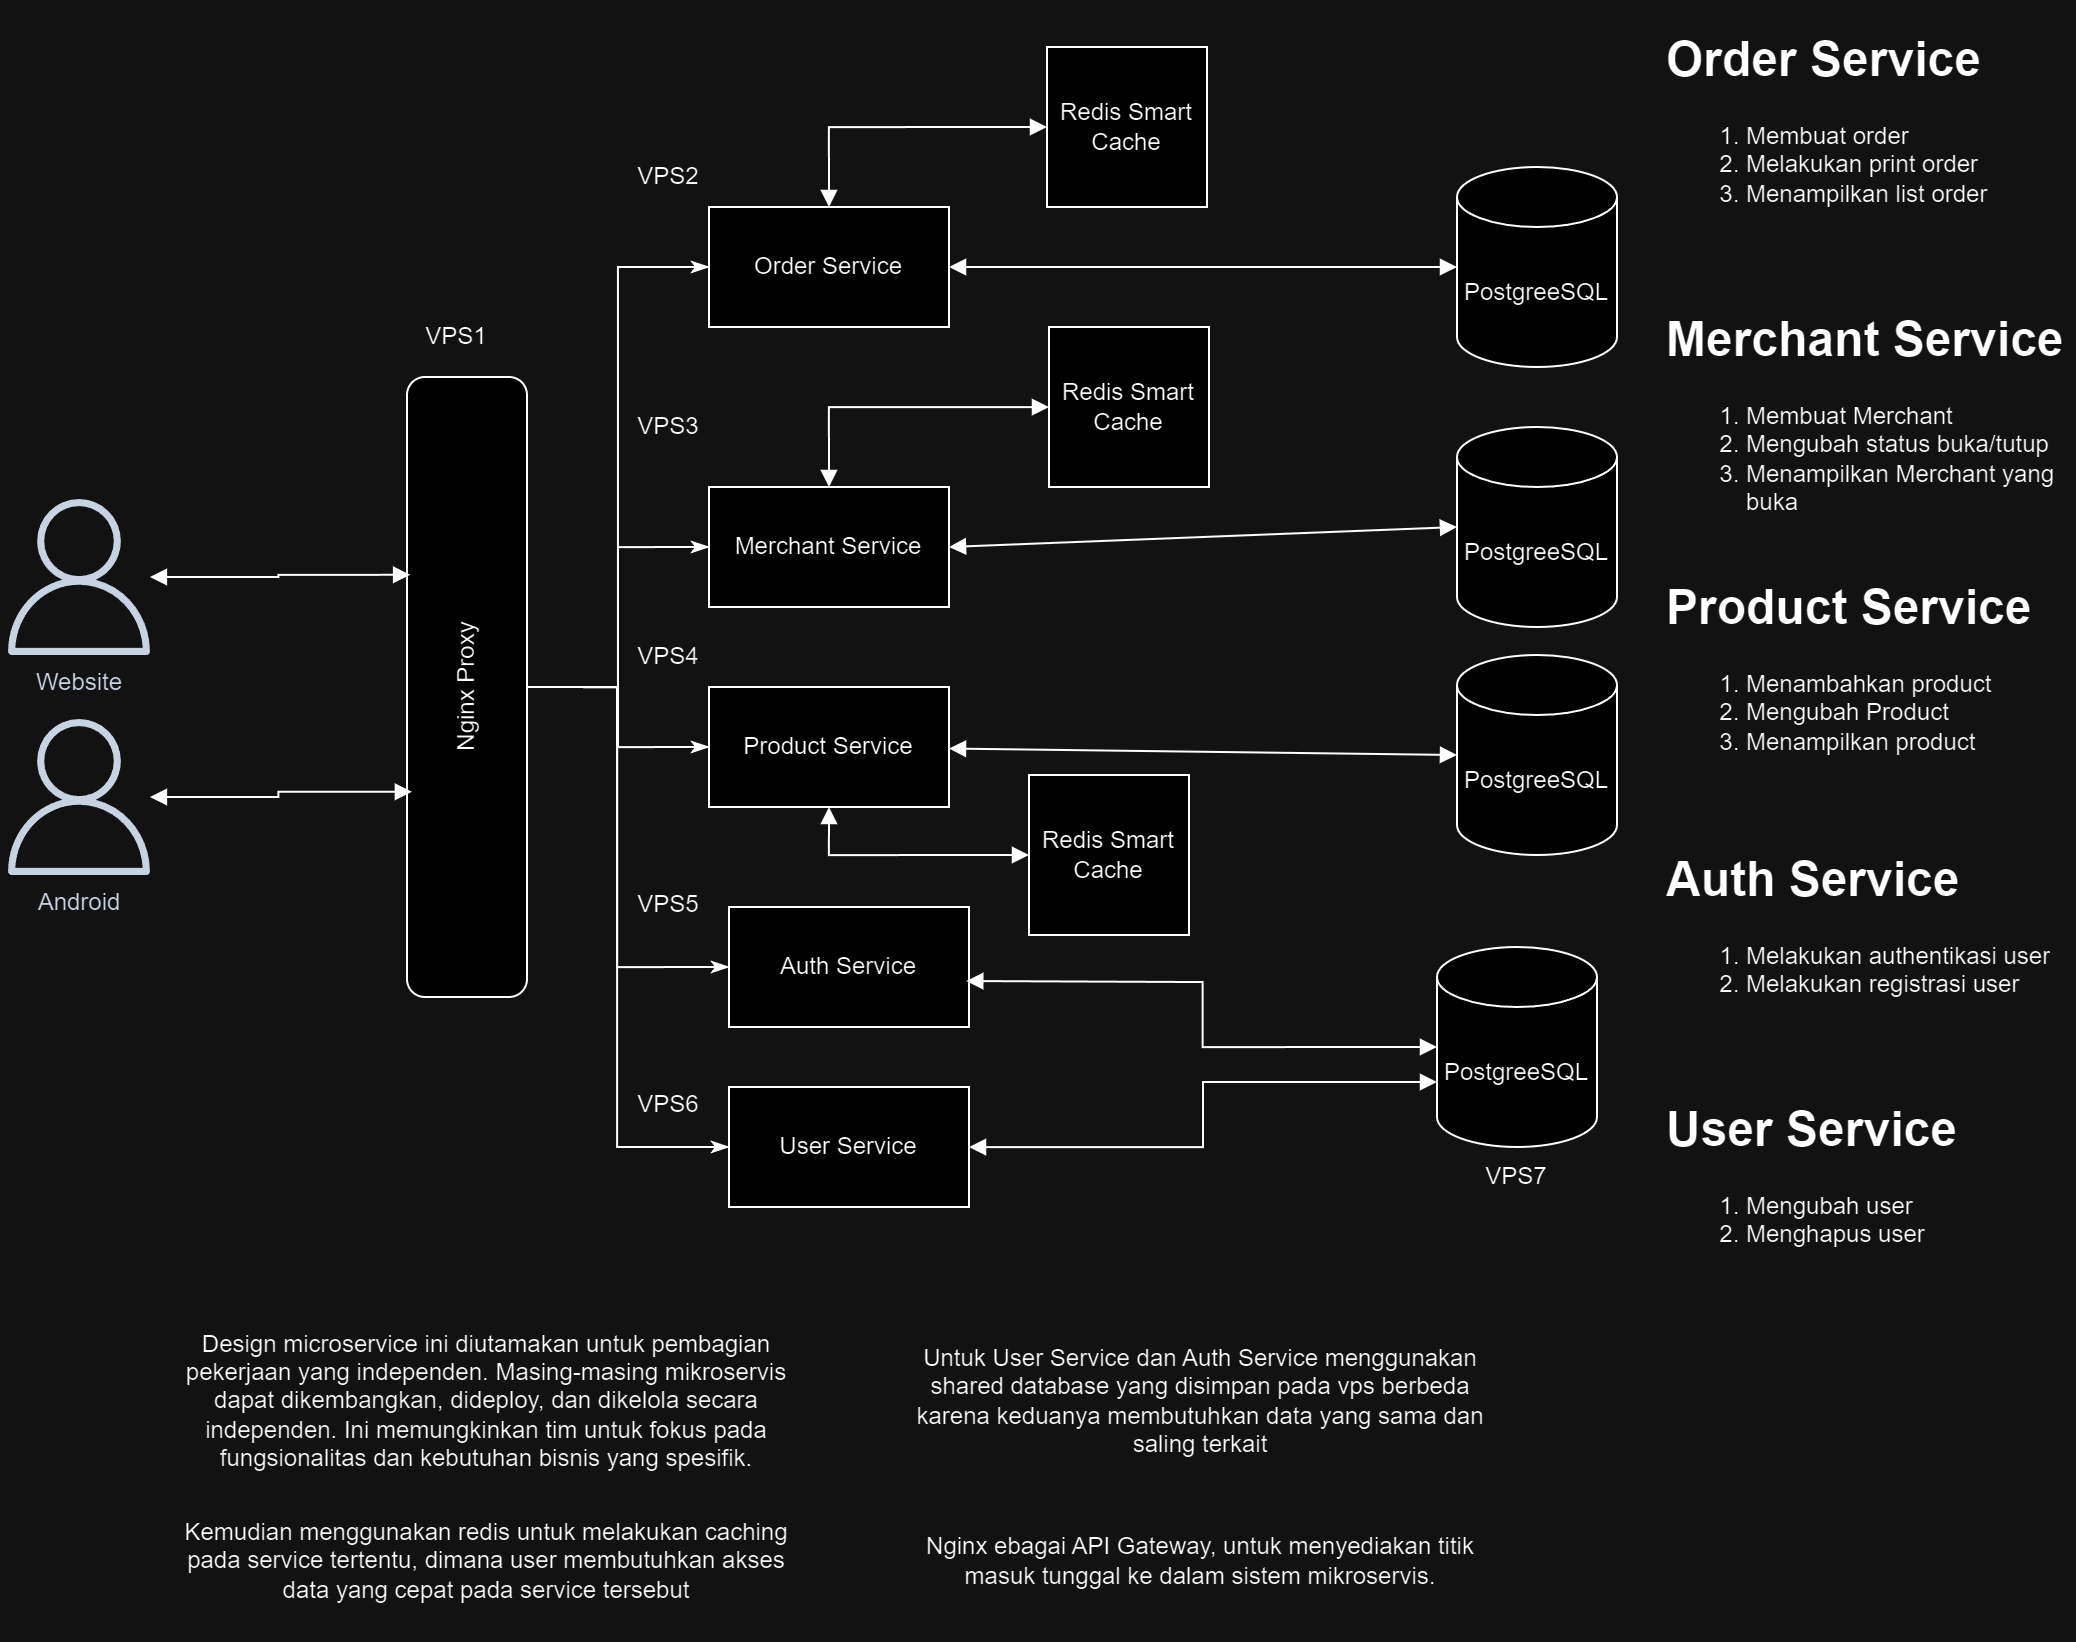 Order Service
1. Membuat order
2. Melakukan print order
3. Menampilkan list order
Redis Smart
Cache
VPS2
Order Service
PostgreeSQL
VPS1
Nginx Proxy
Merchant Service
1. Membuat Merchant
2. Mengubah status buka/tutup
3. Menampilkan Merchant yang
buka
Redis Smart
Cache
VPS3
Merchant Service
PostgreeSQL
Website
Android
Product Service
1. Menambahkan product
2. Mengubah Product
3. Menampilkan product
VPS4
Product Service
PostgreeSQL
Redis Smart
Cache
Auth Service
1. Melakukan authentikasi user
2. Melakukan registrasi user
VPS5
Auth Service
PostgreeSQL
VPS7
VPS6
User Service
User Service
1. Mengubah user
2. Menghapus user
Design microservice ini diutamakan untuk pembagian
pekerjaan yang independen. Masing-masing mikroservis
dapat dikembangkan, dideploy, dan dikelola secara
independen. Ini memungkinkan tim untuk fokus pada
fungsionalitas dan kebutuhan bisnis yang spesifik.
Untuk User Service dan Auth Service menggunakan
shared database yang disimpan pada vps berbeda
karena keduanya membutuhkan data yang sama dan
saling terkait
Kemudian menggunakan redis untuk melakukan caching
pada service tertentu, dimana user membutuhkan akses
data yang cepat pada service tersebut
Nginx ebagai API Gateway, untuk menyediakan titik
masuk tunggal ke dalam sistem mikroservis.